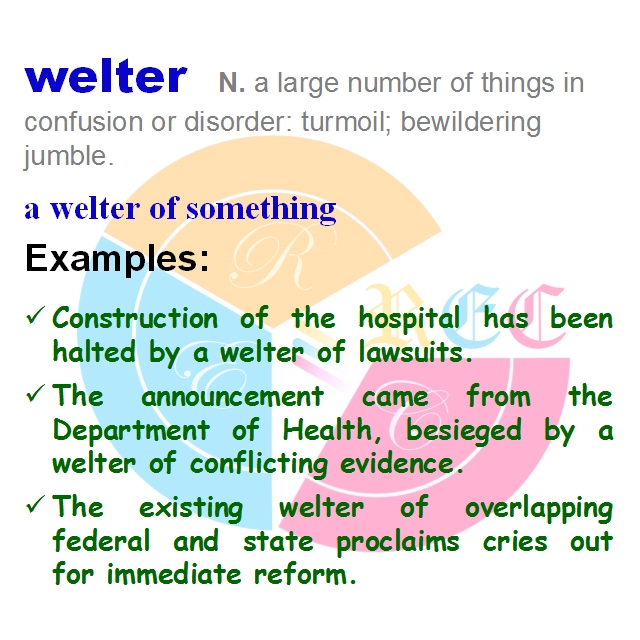 welter N. a large number of things in
confusion or disorder: turmoil; bewildering
jumble.
a welter of something
Examples:
R
REC
✓ Construction of the hospital has been
halted by a welter of lawsuits.
E
✓ The announcement came from the
C
Department of Health, besieged by a
welter of conflicting evidence.
✓ The existing welter of overlapping
federal and state proclaims cries out
for immediate reform.